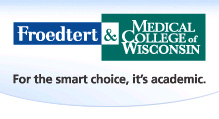 Froedtert & MEDICAL COLLEGE of WISCONSIN
For the smart choice, it's academic.